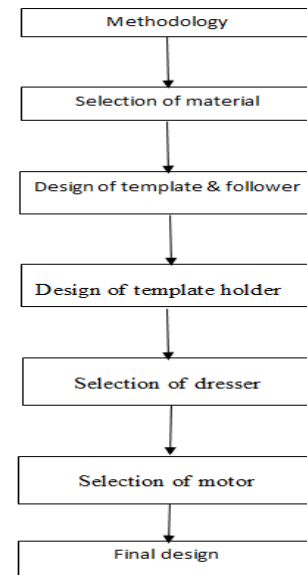 Methodology
Selection of material
Design of template & follower
Design of template holder
Selection of dresser
Selection of motor
Final design